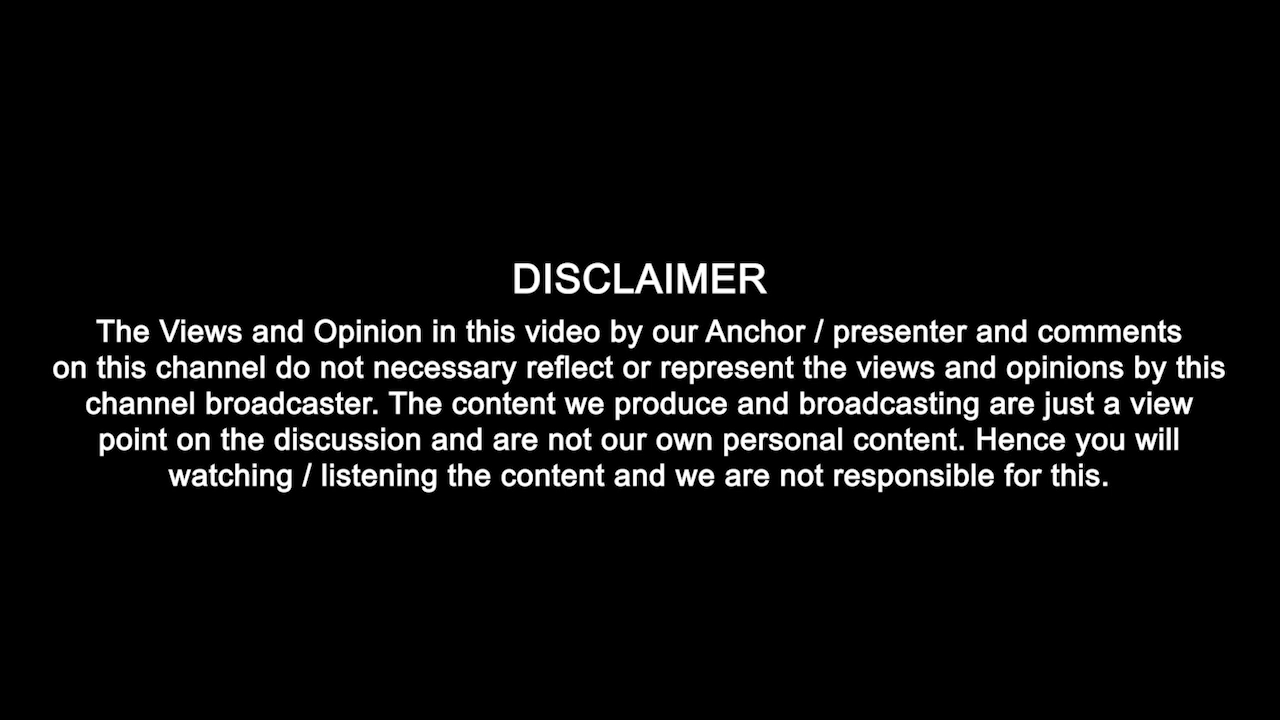 DISCLAIMER
The Views and Opinion in this video by our Anchor / presenter and comments
on this channel do not necessary reflect or represent the views and opinions by this
channel broadcaster. The content we produce and broadcasting are just a view
point on the discussion and are not our own personal content. Hence you will
watching / listening the content and we are not responsible for this.